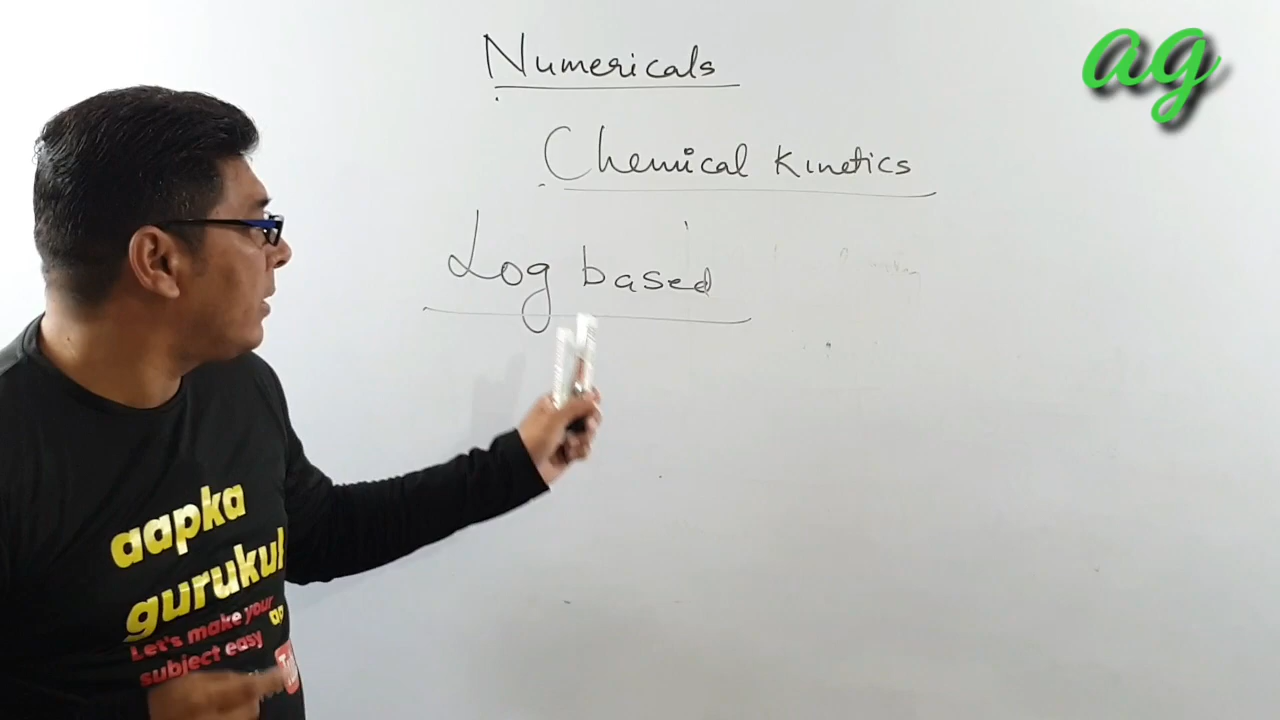 Numericals
ag
Chemical Kinetics
Log based
aapka
gurukul
Let's make your
subject easy